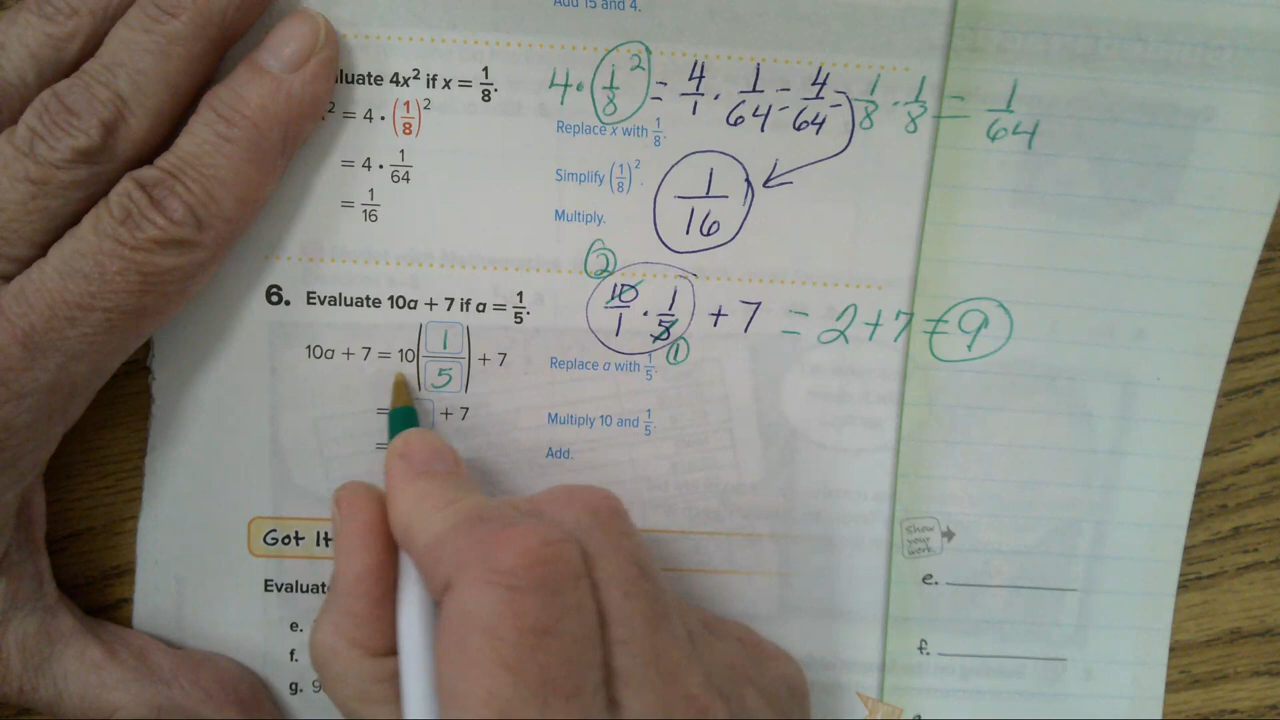 Add 15 and 4.
luate 4x² if x = 1/8.
² = 4 • (1/8)²
4 • (1/8)² = 4/1 • 1/64 = 4/64 =
1/8 • 1/8 = 1/64
Replace x with 1/8.
= 4 • 1/64
Simplify (1/8)².
= 1/16
Multiply.
1/16
6. Evaluate 10a + 7 if a = 1/5.
② 10/1 • 1/5 ① + 7 = 2 + 7 = 9
10a + 7 = 10(1/5) + 7
Replace a with 1/5.
= + 7
Multiply 10 and 1/5.
=
Add.
Got It
Show your work.
Evaluat
e.
e.
f.
f.
g. 9